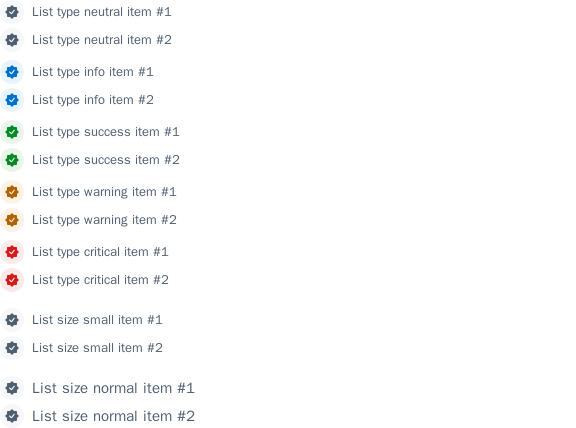 List type neutral item #1
List type neutral item #2
List type info item #1
List type info item #2
List type success item #1
List type success item #2
List type warning item #1
List type warning item #2
List type critical item #1
List type critical item #2
List size small item #1
List size small item #2
List size normal item #1
List size normal item #2